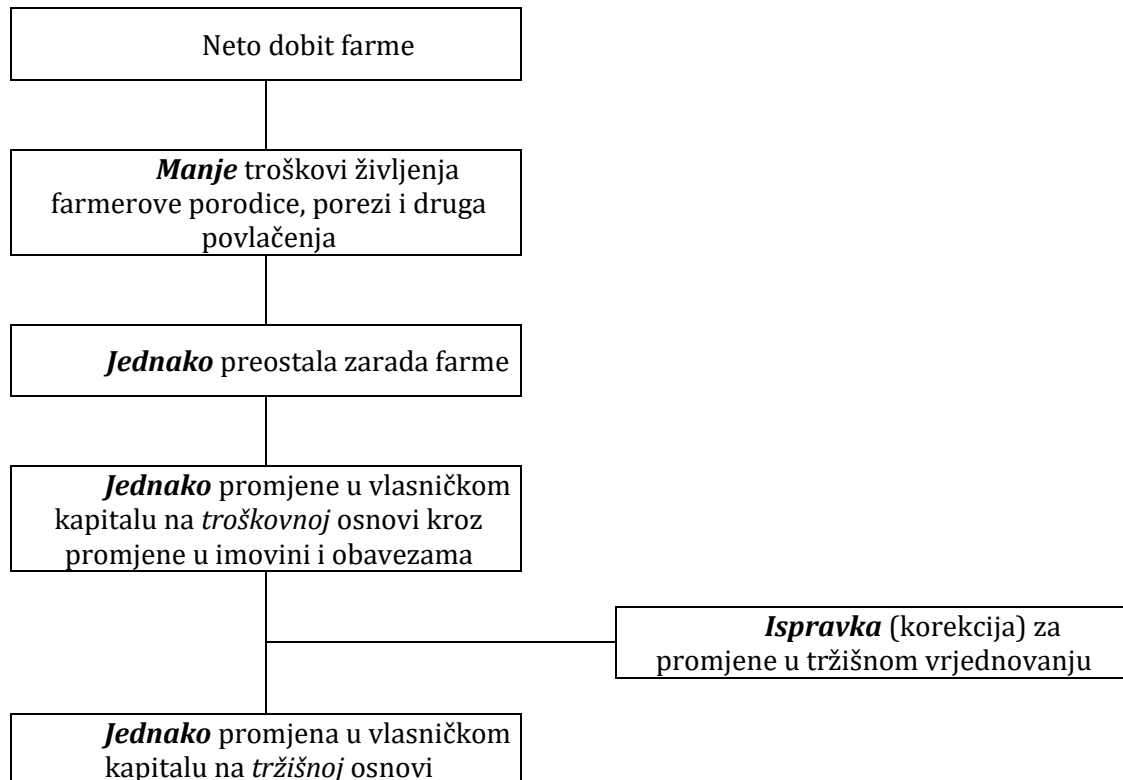 Neto dobit farme
Manje troškovi življenja
farmerove porodice, porezi i druga
povlačenja
Jednako preostala zarada farme
Jednako promjene u vlasničkom
kapitalu na troškovnoj osnovi kroz
promjene u imovini i obavezama
Ispravka (korekcija) za
promjene u tržišnom vrjednovanju
Jednako promjena u vlasničkom
kapitalu na tržišnoj osnovi